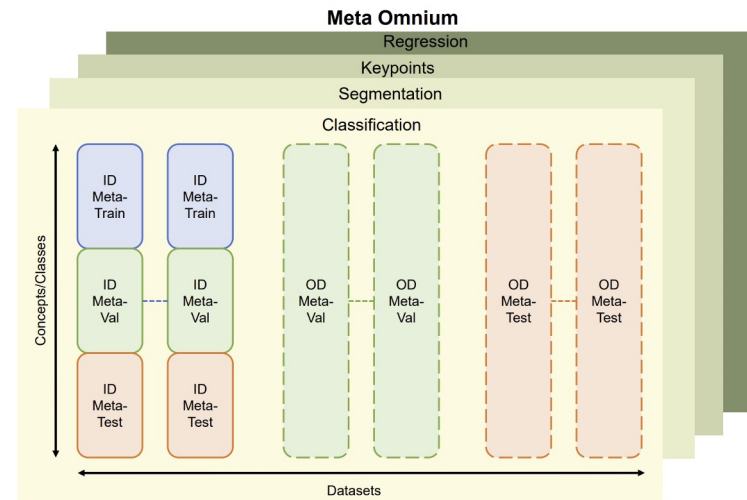 Meta Omnium
Regression
Keypoints
Segmentation
Classification
Concepts/Classes
ID
Meta-
Train
ID
Meta-
Train
ID
Meta-
Val
ID
Meta-
Val
ID
Meta-
Test
ID
Meta-
Test
OD
Meta-
Val
OD
Meta-
Val
OD
Meta-
Test
OD
Meta-
Test
Datasets